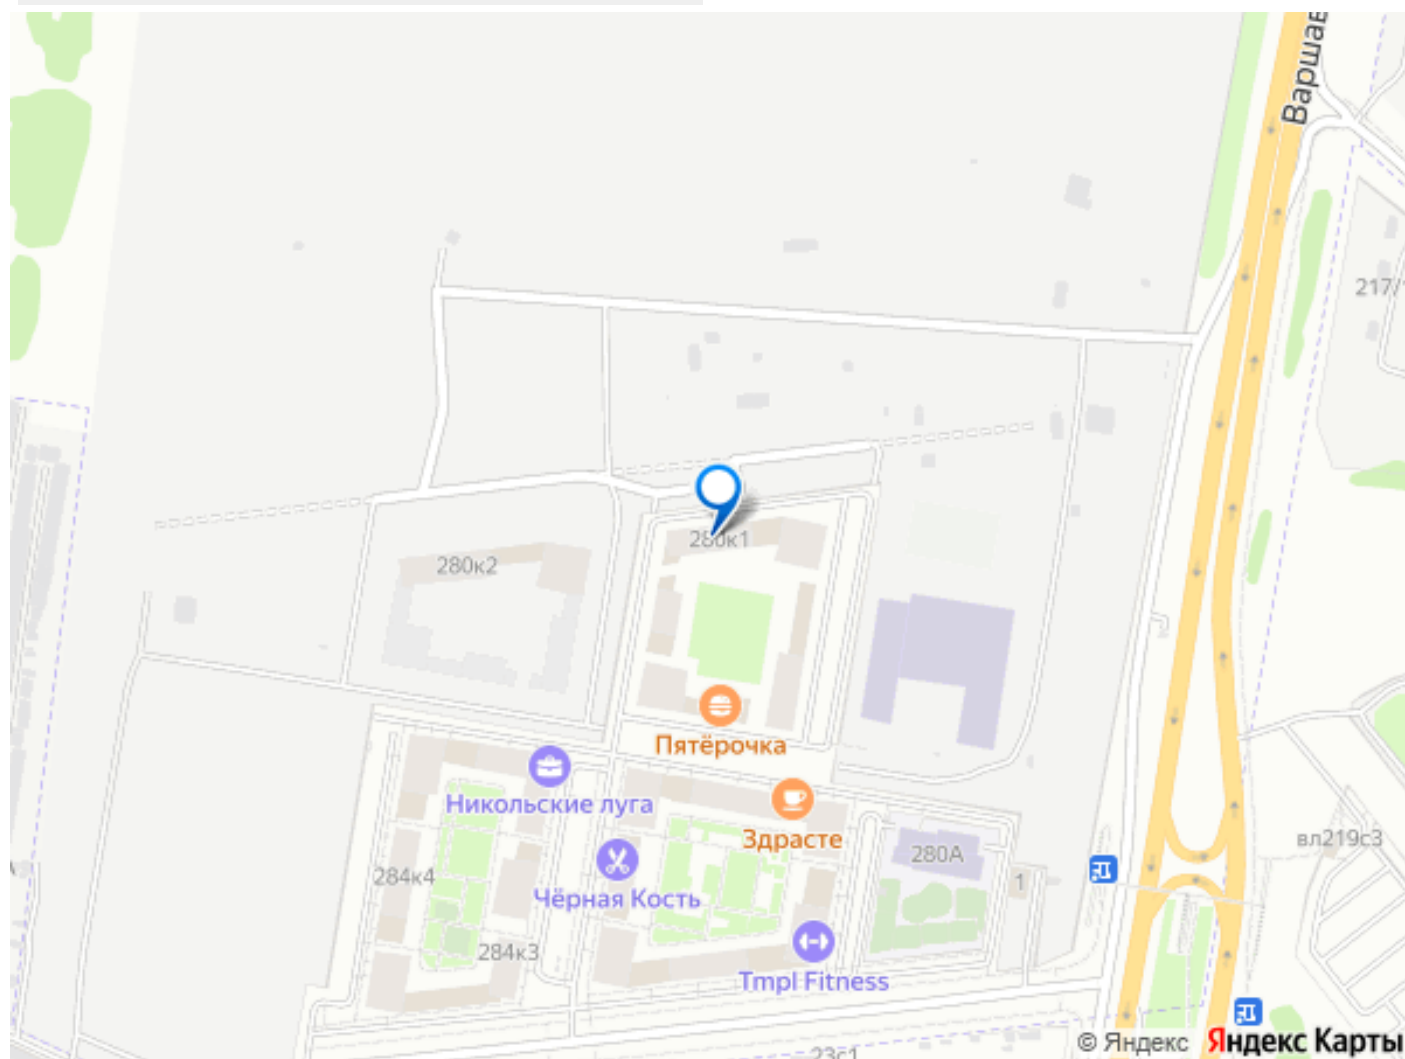 Варшав
217/1
280к1
280к2
Пятёрочка
Никольские луга
Здрасте
вл219с3
280А
284к4
1
Чёрная Кость
284к3
Tmpl Fitness
© Яндекс Яндекс Карты
23с1